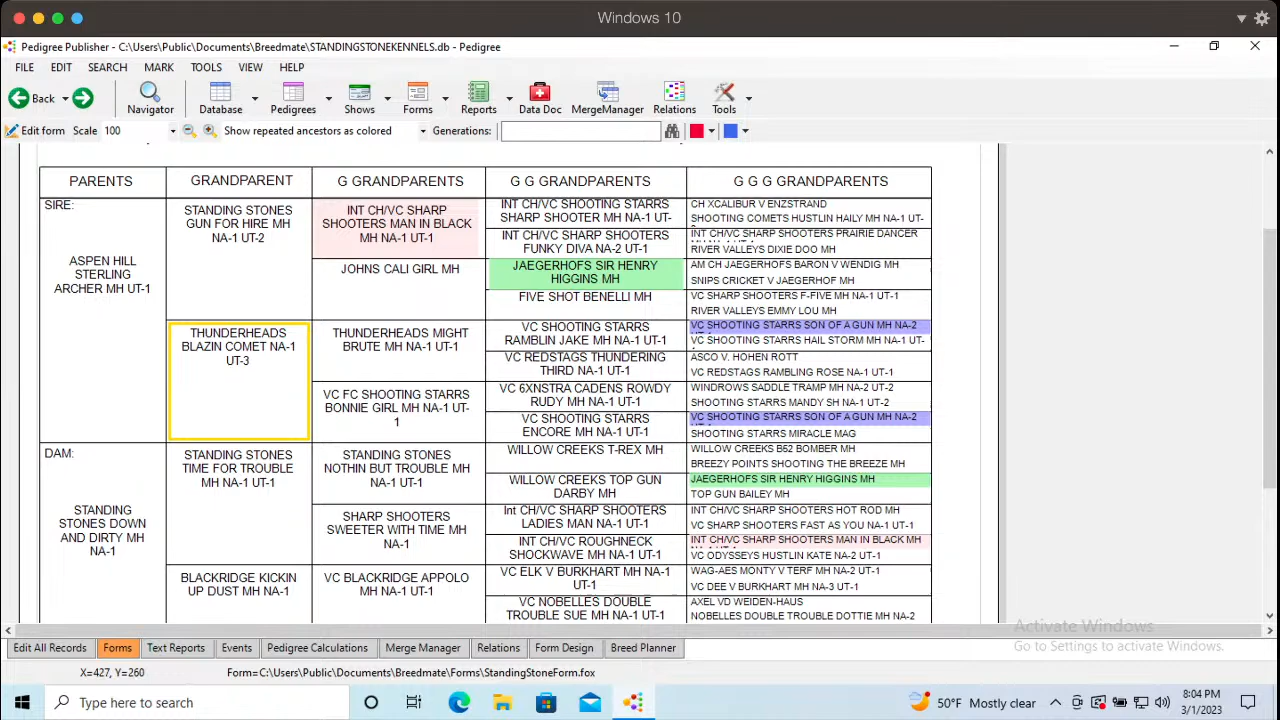 Windows 10
Pedigree Publisher - C:\Users\Public\Documents\Breedmate\STANDINGSTONEKENNELS.db - Pedigree
FILE EDIT SEARCH MARK TOOLS VIEW HELP
Back Navigator Database Pedigrees Shows Forms Reports Data Doc MergeManager Relations Tools
Edit form Scale 100 Show repeated ancestors as colored Generations:
PARENTS GRANDPARENT G GRANDPARENTS G G GRANDPARENTS G G G GRANDPARENTS
SIRE:
ASPEN HILL
STERLING
ARCHER MH UT-1
DAM:
STANDING
STONES DOWN
AND DIRTY MH
NA-1
STANDING STONES
GUN FOR HIRE MH
NA-1 UT-2
THUNDERHEADS
BLAZIN COMET NA-1
UT-3
STANDING STONES
TIME FOR TROUBLE
MH NA-1 UT-1
BLACKRIDGE KICKIN
UP DUST MH NA-1
INT CH/VC SHARP
SHOOTERS MAN IN BLACK
MH NA-1 UT-1
JOHNS CALI GIRL MH
THUNDERHEADS MIGHT
BRUTE MH NA-1 UT-1
VC FC SHOOTING STARRS
BONNIE GIRL MH NA-1 UT-
1
STANDING STONES
NOTHIN BUT TROUBLE MH
NA-1 UT-1
SHARP SHOOTERS
SWEETER WITH TIME MH
NA-1
VC BLACKRIDGE APPOLO
MH NA-1 UT-1
INT CH/VC SHOOTING STARRS
SHARP SHOOTER MH NA-1 UT-
INT CH/VC SHARP SHOOTERS
FUNKY DIVA NA-2 UT-1
JAEGERHOFS SIR HENRY
HIGGINS MH
FIVE SHOT BENELLI MH
VC SHOOTING STARRS
RAMBLIN JAKE MH NA-1 UT-1
VC REDSTAGS THUNDERING
THIRD NA-1 UT-1
VC 6XNSTRA CADENS ROWDY
RUDY MH NA-1 UT-1
VC SHOOTING STARRS
ENCORE MH NA-1 UT-1
WILLOW CREEKS T-REX MH
WILLOW CREEKS TOP GUN
DARBY MH
Int CH/VC SHARP SHOOTERS
LADIES MAN NA-1 UT-1
INT CH/VC ROUGHNECK
SHOCKWAVE MH NA-1 UT-1
VC ELK V BURKHART MH NA-1
UT-1
VC NOBELLES DOUBLE
TROUBLE SUE MH NA-1 UT-1
CH XCALIBUR V ENZSTRAND
SHOOTING COMETS HUSTLIN HAILY MH NA-1 UT-
INT CH/VC SHARP SHOOTERS PRAIRIE DANCER
RIVER VALLEYS DIXIE DOO MH
AM CH JAEGERHOFS BARON V WENDIG MH
SNIPS CRICKET V JAEGERHOF MH
VC SHARP SHOOTERS F-FIVE MH NA-1 UT-1
RIVER VALLEYS EMMY LOU MH
VC SHOOTING STARRS SON OF A GUN MH NA-2
VC SHOOTING STARRS HAIL STORM MH NA-1 UT-
ASCO V. HOHEN ROTT
VC REDSTAGS RAMBLING ROSE NA-1 UT-1
WINDROWS SADDLE TRAMP MH NA-2 UT-2
SHOOTING STARRS MANDY SH NA-1 UT-2
VC SHOOTING STARRS SON OF A GUN MH NA-2
SHOOTING STARRS MIRACLE MAG
WILLOW CREEKS B52 BOMBER MH
BREEZY POINTS SHOOTING THE BREEZE MH
JAEGERHOFS SIR HENRY HIGGINS MH
TOP GUN BAILEY MH
INT CH/VC SHARP SHOOTERS HOT ROD MH
VC SHARP SHOOTERS FAST AS YOU NA-1 UT-1
INT CH/VC SHARP SHOOTERS MAN IN BLACK MH
VC ODYSSEYS HUSTLIN KATE NA-2 UT-1
WAG-AES MONTY V TERF MH NA-2 UT-1
VC DEE V BURKHART MH NA-3 UT-1
AXEL VD WEIDEN-HAUS
NOBELLES DOUBLE TROUBLE DOTTIE MH NA-2
Activate Windows
Go to Settings to activate Windows.
Edit All Records Forms Text Reports Events Pedigree Calculations Merge Manager Relations Form Design Breed Planner
X=427, Y=260 Form=C:\Users\Public\Documents\Breedmate\Forms\StandingStoneForm.fox
Type here to search
50°F Mostly clear
8:04 PM
3/1/2023